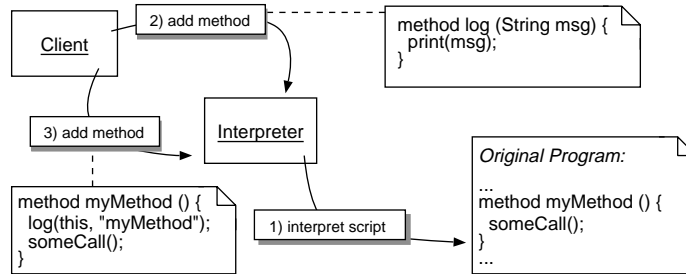 2) add method
method log (String msg) {
print(msg);
}
Client
3) add method
Interpreter
Original Program:
...
method myMethod () {
someCall();
}
...
method myMethod () {
log(this, "myMethod");
someCall();
}
1) interpret script